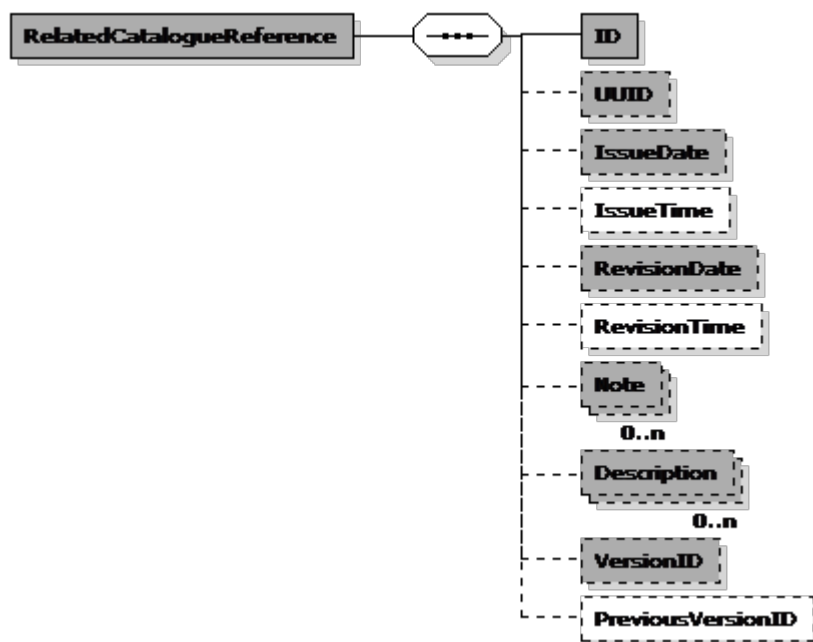 RelatedCatalogueReference
ID
UUID
IssueDate
IssueTime
RevisionDate
RevisionTime
Note
0..n
Description
0..n
VersionID
PreviousVersionID